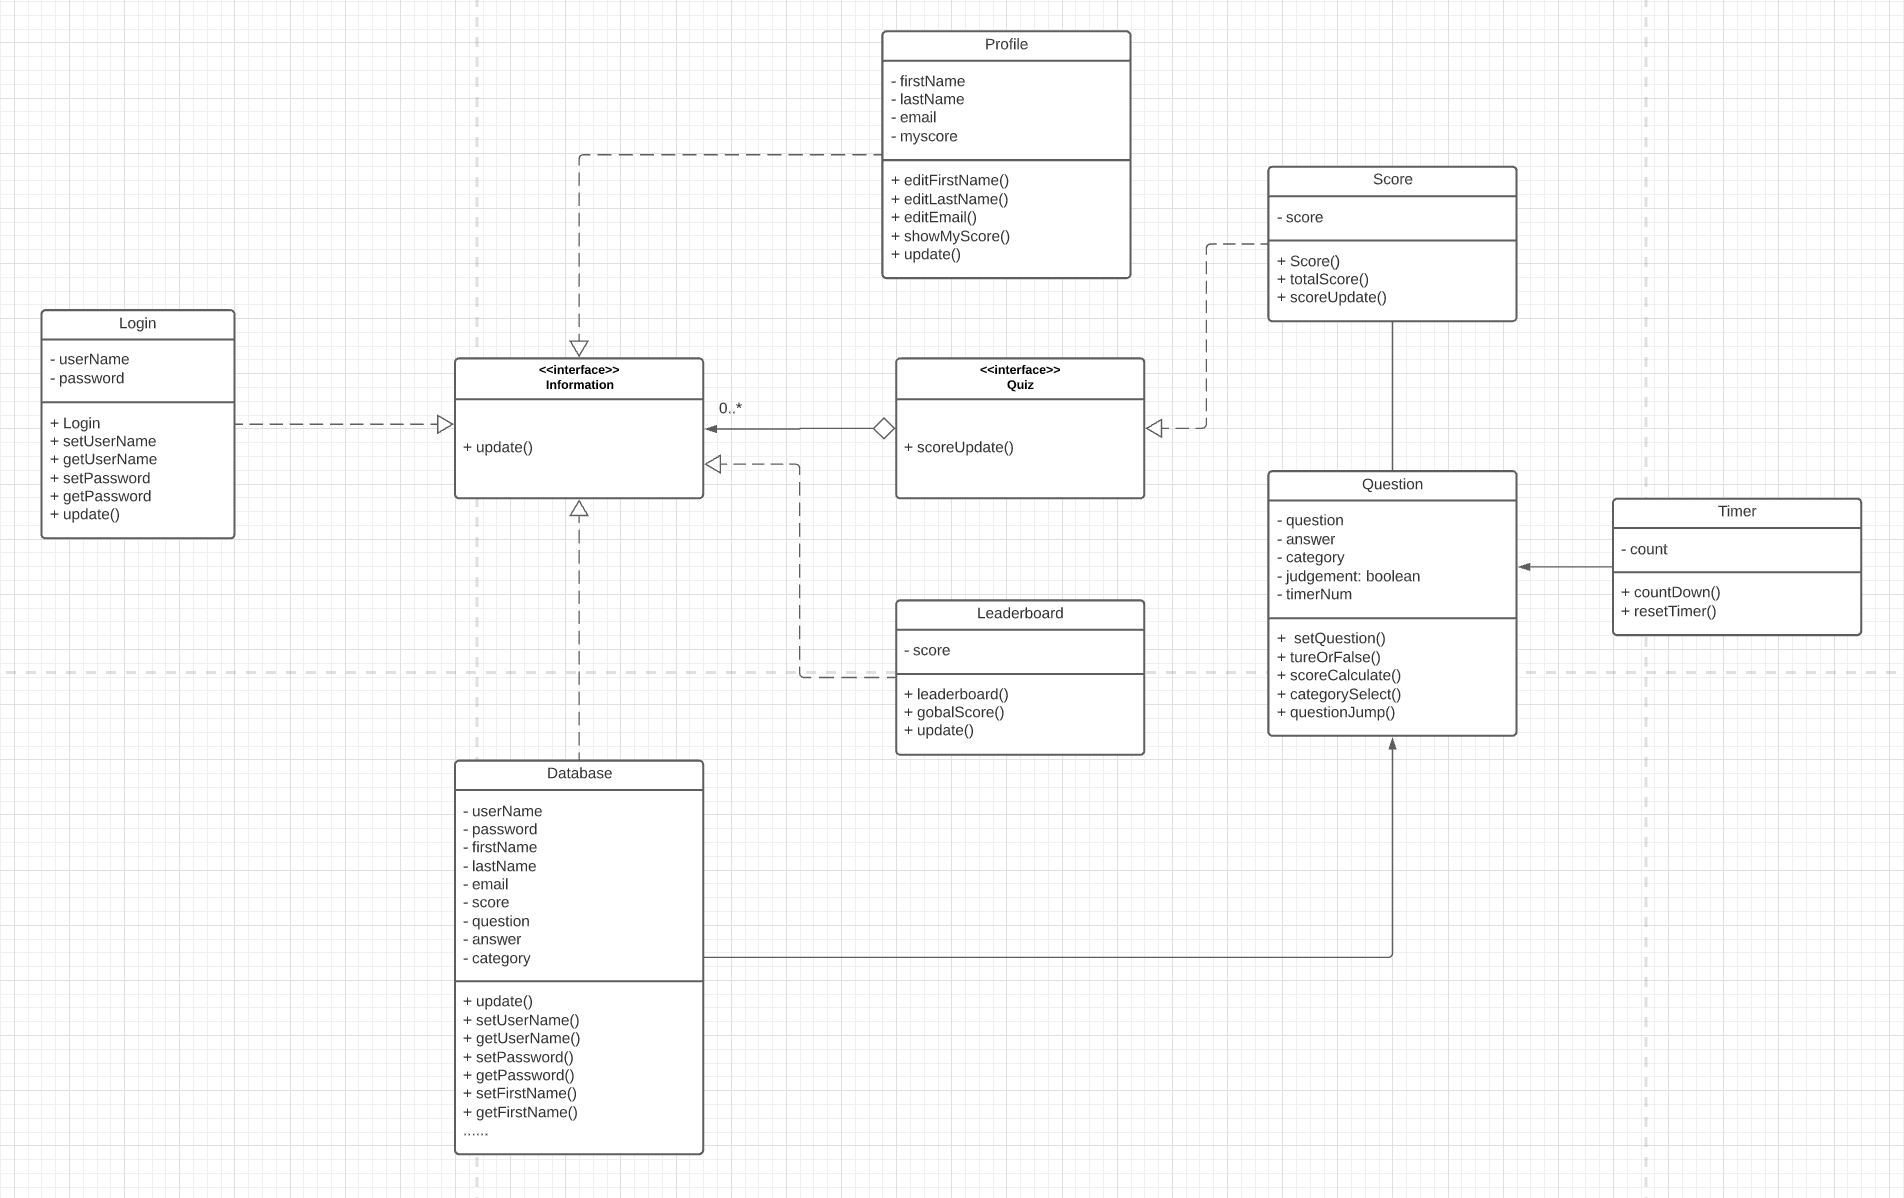 Profile
- firstName
- lastName
- email
- myscore
+ editFirstName()
+ editLastName()
+ editEmail()
+ showMyScore()
+ update()
Score
- score
+ Score()
+ totalScore()
+ scoreUpdate()
Login
- userName
- password
+ Login
+ setUserName
+ getUserName
+ setPassword
+ getPassword
+ update()
<<interface>>
Information
+ update()
0..*
<<interface>>
Quiz
+ scoreUpdate()
Question
- question
- answer
- category
- judgement: boolean
- timerNum
+ setQuestion()
+ tureOrFalse()
+ scoreCalculate()
+ categorySelect()
+ questionJump()
Timer
- count
+ countDown()
+ resetTimer()
Leaderboard
- score
+ leaderboard()
+ gobalScore()
+ update()
Database
- userName
- password
- firstName
- lastName
- email
- score
- question
- answer
- category
+ update()
+ setUserName()
+ getUserName()
+ setPassword()
+ getPassword()
+ setFirstName()
+ getFirstName()
......